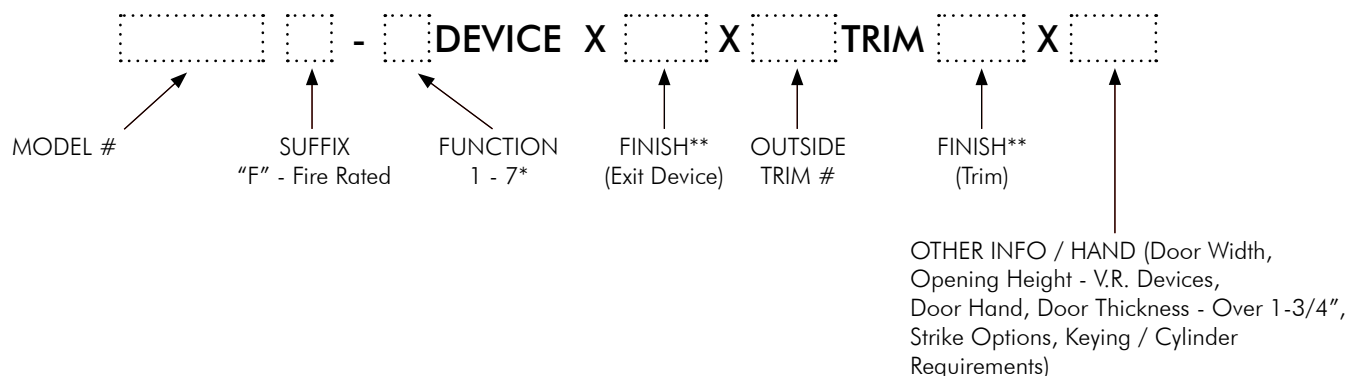 - DEVICE X X TRIM X
MODEL #
SUFFIX
"F" - Fire Rated
FUNCTION
1 - 7*
FINISH**
(Exit Device)
OUTSIDE
TRIM #
FINISH**
(Trim)
OTHER INFO / HAND (Door Width,
Opening Height - V.R. Devices,
Door Hand, Door Thickness - Over 1-3/4",
Strike Options, Keying / Cylinder
Requirements)